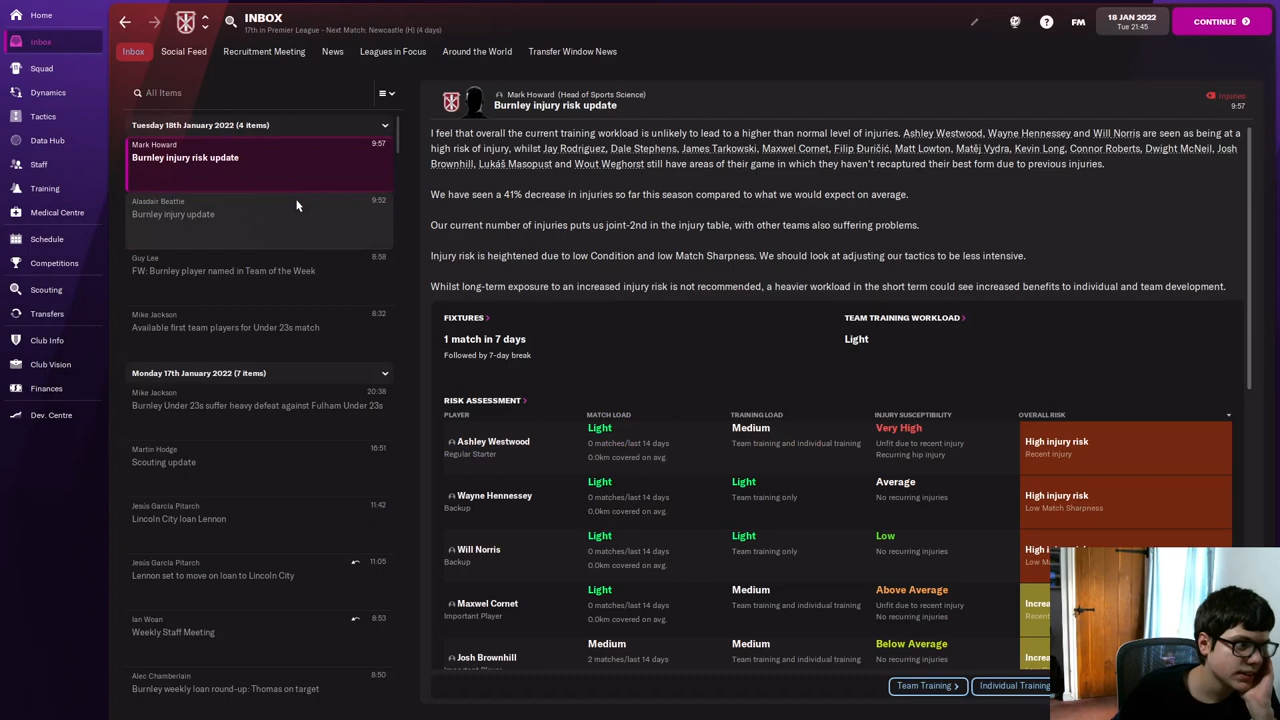 Home
Inbox
Squad
Dynamics
Tactics
Data Hub
Staff
Training
Medical Centre
Schedule
Competitions
Scouting
Transfers
Club Info
Club Vision
Finances
Dev. Centre
INBOX
17th in Premier League - Next Match: Newcastle (H) (4 days)
FM
18 JAN 2022
Tue 21:45
CONTINUE
Inbox Social Feed Recruitment Meeting News Leagues in Focus Around the World Transfer Window News
All Items
Tuesday 18th January 2022 (4 items)
Mark Howard 9:57
Burnley injury risk update
Alasdair Beattie 9:52
Burnley injury update
Guy Lee 8:58
FW: Burnley player named in Team of the Week
Mike Jackson 8:32
Available first team players for Under 23s match
Monday 17th January 2022 (7 items)
Mike Jackson 20:38
Burnley Under 23s suffer heavy defeat against Fulham Under 23s
Martin Hodge 16:51
Scouting update
Jesús García Pitarch 11:42
Lincoln City loan Lennon
Jesús García Pitarch 11:05
Lennon set to move on loan to Lincoln City
Ian Woan 8:53
Weekly Staff Meeting
Alec Chamberlain 8:50
Burnley weekly loan round-up: Thomas on target
Mark Howard (Head of Sports Science)
Burnley injury risk update
Injuries
9:57
I feel that overall the current training workload is unlikely to lead to a higher than normal level of injuries. Ashley Westwood, Wayne Hennessey and Will Norris are seen as being at a
high risk of injury, whilst Jay Rodriguez, Dale Stephens, James Tarkowski, Maxwel Cornet, Filip Đuričić, Matt Lowton, Matěj Vydra, Kevin Long, Connor Roberts, Dwight McNeil, Josh
Brownhill, Lukáš Masopust and Wout Weghorst still have areas of their game in which they haven't recaptured their best form due to previous injuries.
We have seen a 41% decrease in injuries so far this season compared to what we would expect on average.
Our current number of injuries puts us joint-2nd in the injury table, with other teams also suffering problems.
Injury risk is heightened due to low Condition and low Match Sharpness. We should look at adjusting our tactics to be less intensive.
Whilst long-term exposure to an increased injury risk is not recommended, a heavier workload in the short term could see increased benefits to individual and team development.
FIXTURES >
1 match in 7 days
Followed by 7-day break
TEAM TRAINING WORKLOAD >
Light
RISK ASSESSMENT >
PLAYER MATCH LOAD TRAINING LOAD INJURY SUSCEPTIBILITY OVERALL RISK
Ashley Westwood
Regular Starter
Light
0 matches/last 14 days
0.0km covered on avg.
Medium
Team training and individual training
Very High
Unfit due to recent injury
Recurring hip injury
High injury risk
Recent injury
Wayne Hennessey
Backup
Light
0 matches/last 14 days
0.0km covered on avg.
Light
Team training only
Average
No recurring injuries
High injury risk
Low Match Sharpness
Will Norris
Backup
Light
0 matches/last 14 days
0.0km covered on avg.
Light
Team training only
Low
No recurring injuries
Maxwel Cornet
Important Player
Light
0 matches/last 14 days
0.0km covered on avg.
Medium
Team training and individual training
Above Average
Unfit due to recent injury
No recurring injuries
Josh Brownhill
Medium
2 matches/last 14 days
Medium
Team training and individual training
Below Average
No recurring injuries
Team Training >
Individual Training